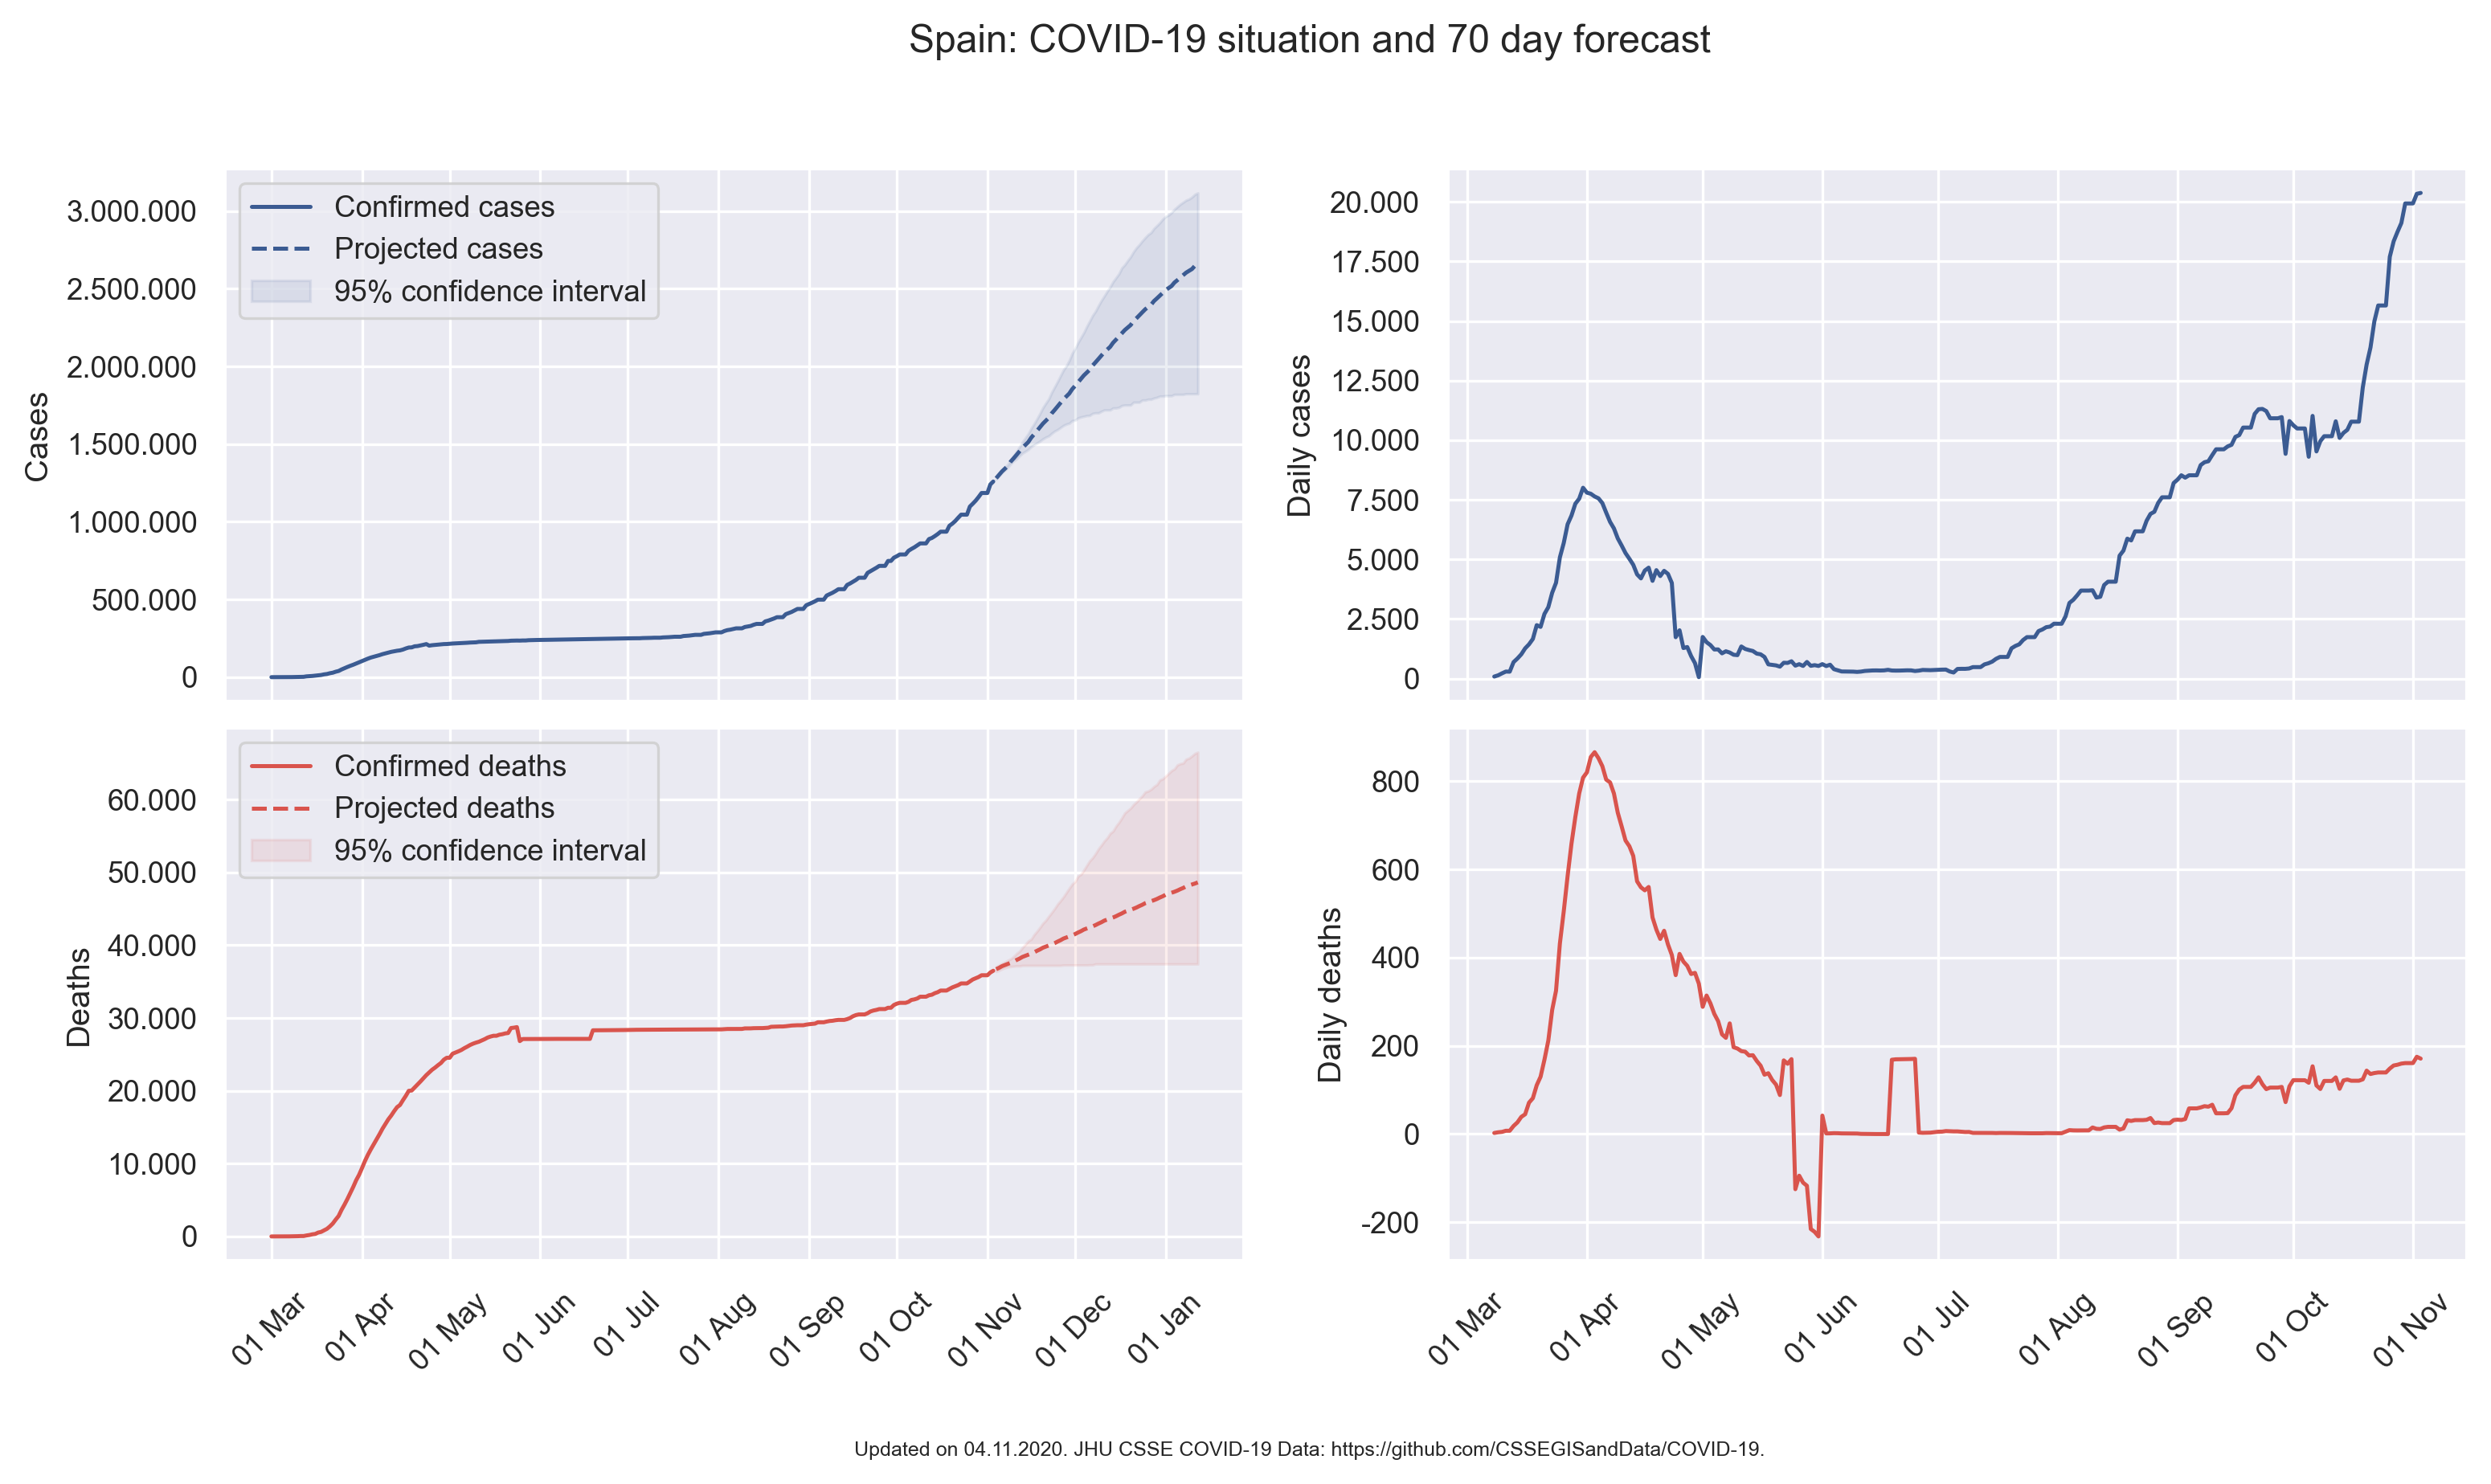 Spain: COVID-19 situation and 70 day forecast
Confirmed cases
Projected cases
95% confidence interval
Cases
3.000.000
2.500.000
2.000.000
1.500.000
1.000.000
500.000
0
Daily cases
20.000
17.500
15.000
12.500
10.000
7.500
5.000
2.500
0
Confirmed deaths
Projected deaths
95% confidence interval
Deaths
60.000
50.000
40.000
30.000
20.000
10.000
0
01 Mar
01 Apr
01 May
01 Jun
01 Jul
01 Aug
01 Sep
01 Oct
01 Nov
01 Dec
01 Jan
Daily deaths
800
600
400
200
0
-200
01 Mar
01 Apr
01 May
01 Jun
01 Jul
01 Aug
01 Sep
01 Oct
01 Nov
Updated on 04.11.2020. JHU CSSE COVID-19 Data: https://github.com/CSSEGISandData/COVID-19.